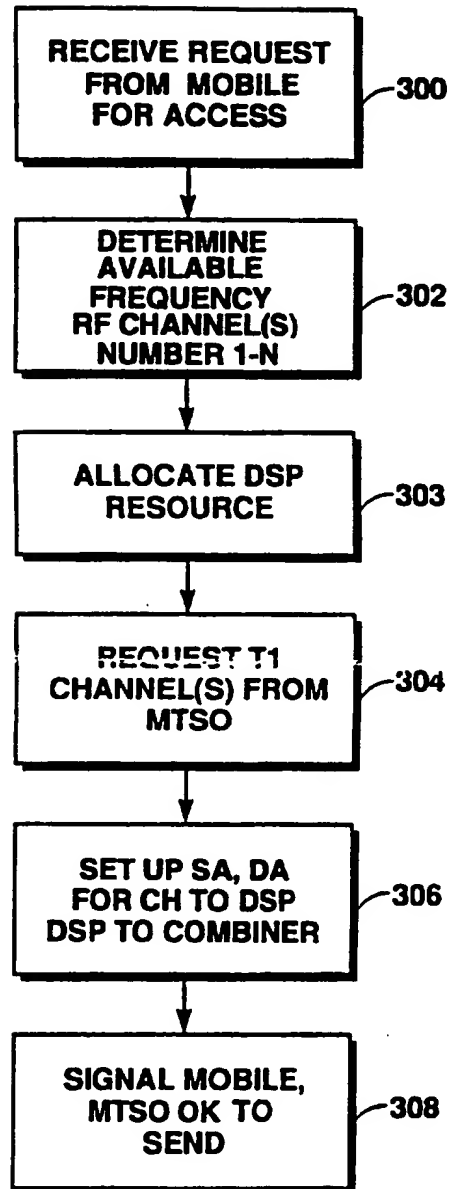 RECEIVE REQUEST
FROM MOBILE
FOR ACCESS
300
DETERMINE
AVAILABLE
FREQUENCY
RF CHANNEL(S)
NUMBER 1-N
302
ALLOCATE DSP
RESOURCE
303
REQUEST T1
CHANNEL(S) FROM
MTSO
304
SET UP SA, DA
FOR CH TO DSP
DSP TO COMBINER
306
SIGNAL MOBILE,
MTSO OK TO
SEND
308